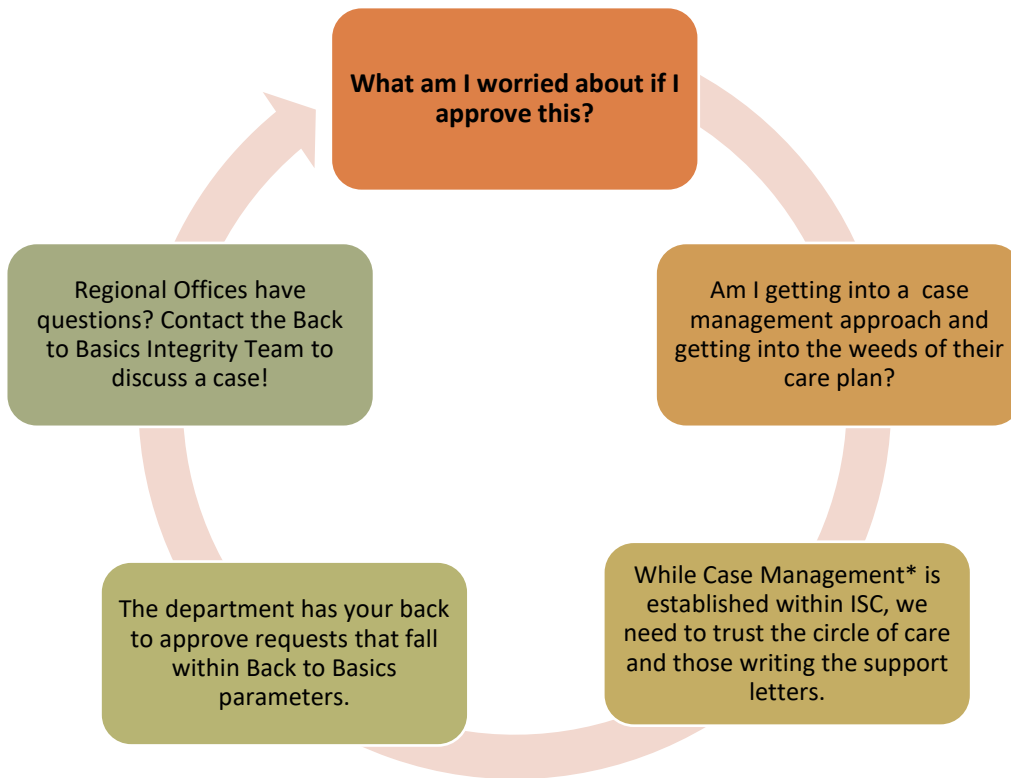 What am I worried about if I
approve this?
Am I getting into a case
management approach and
getting into the weeds of their
care plan?
While Case Management* is
established within ISC, we
need to trust the circle of care
and those writing the support
letters.
The department has your back
to approve requests that fall
within Back to Basics
parameters.
Regional Offices have
questions? Contact the Back
to Basics Integrity Team to
discuss a case!